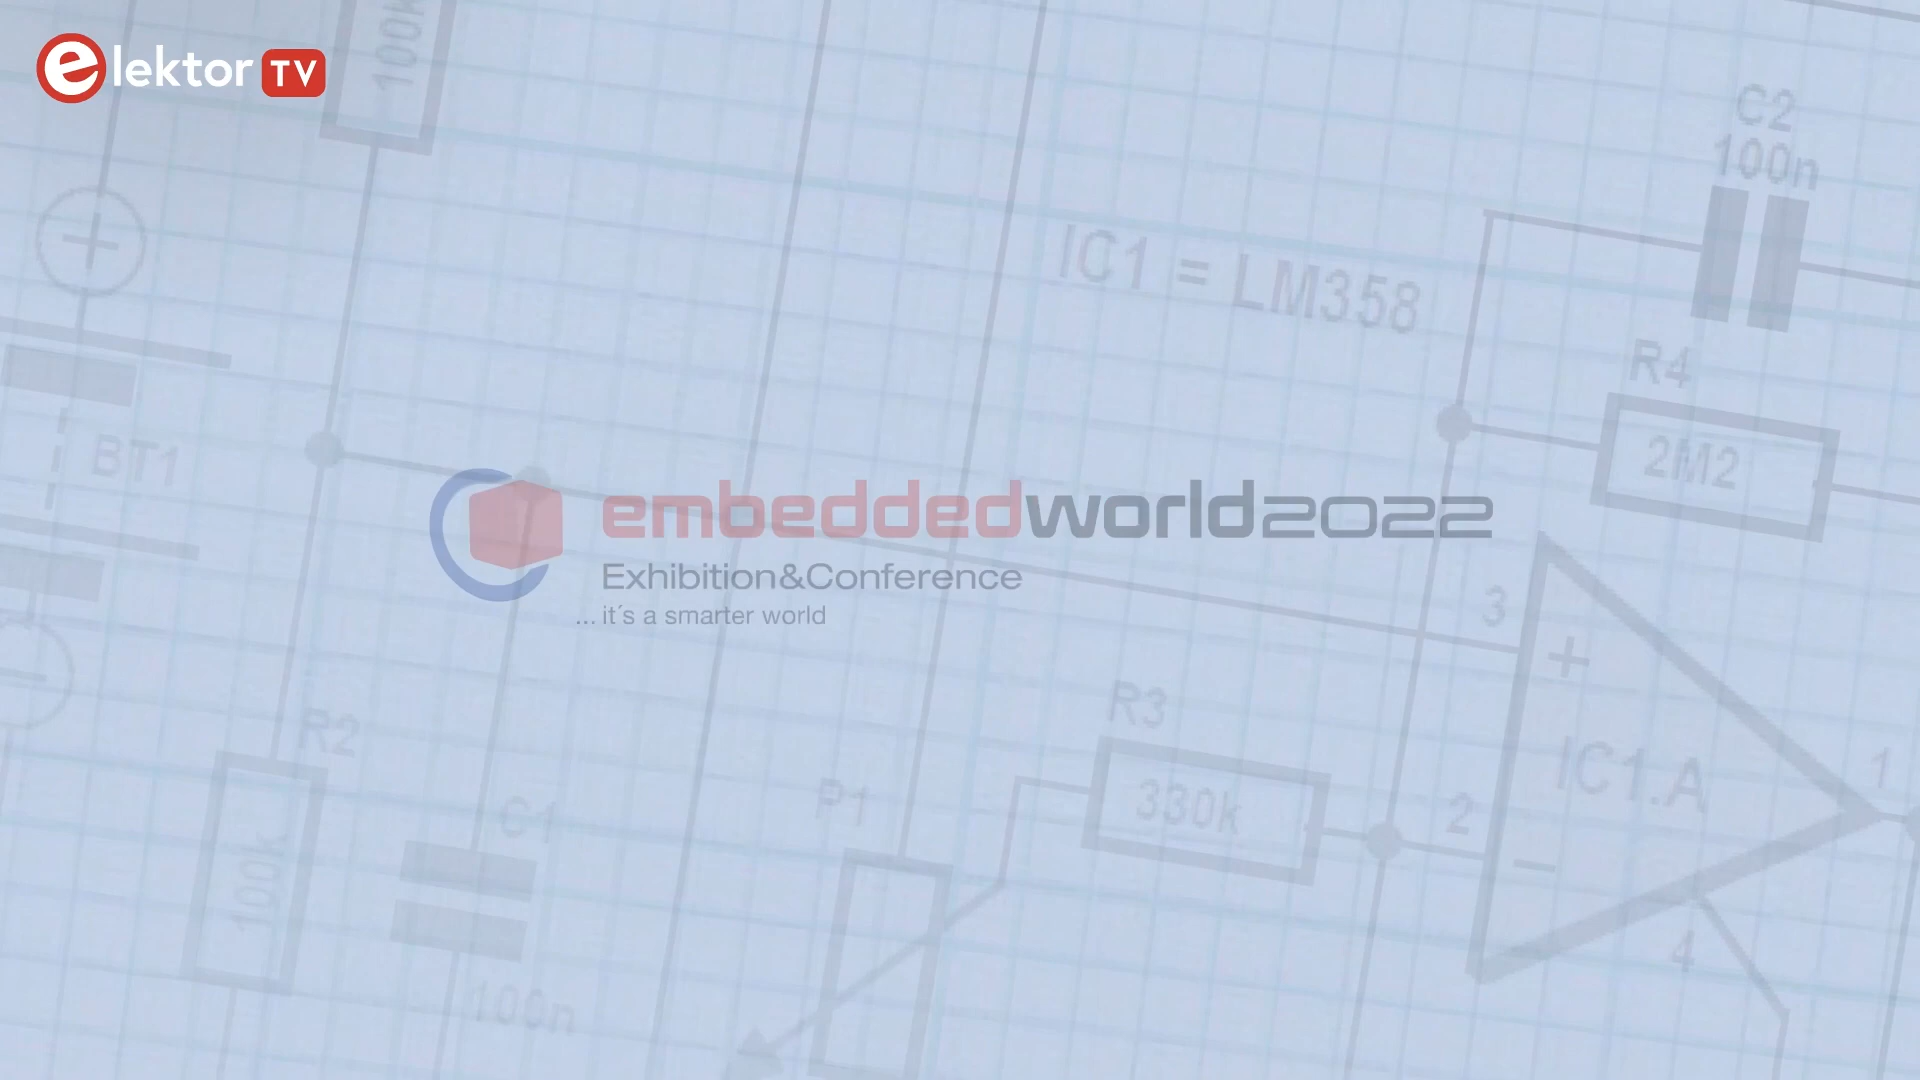 elektor TV
100k
C2
100n
IC1 = LM358
R4
2M2
BT1
embeddedworld2022
Exhibition&Conference
... it´s a smarter world
3
+
R3
330k
2
IC1.A
1
4
R2
100k
C1
100n
P1